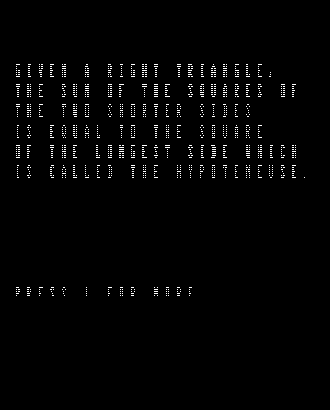 GIVEN A RIGHT TRIANGLE,
THE SUM OF THE SQUARES OF
THE TWO SHORTER SIDES
IS EQUAL TO THE SQUARE
OF THE LONGEST SIDE WHICH
IS CALLED THE HYPOTENEUSE.
PRESS 1 FOR MORE